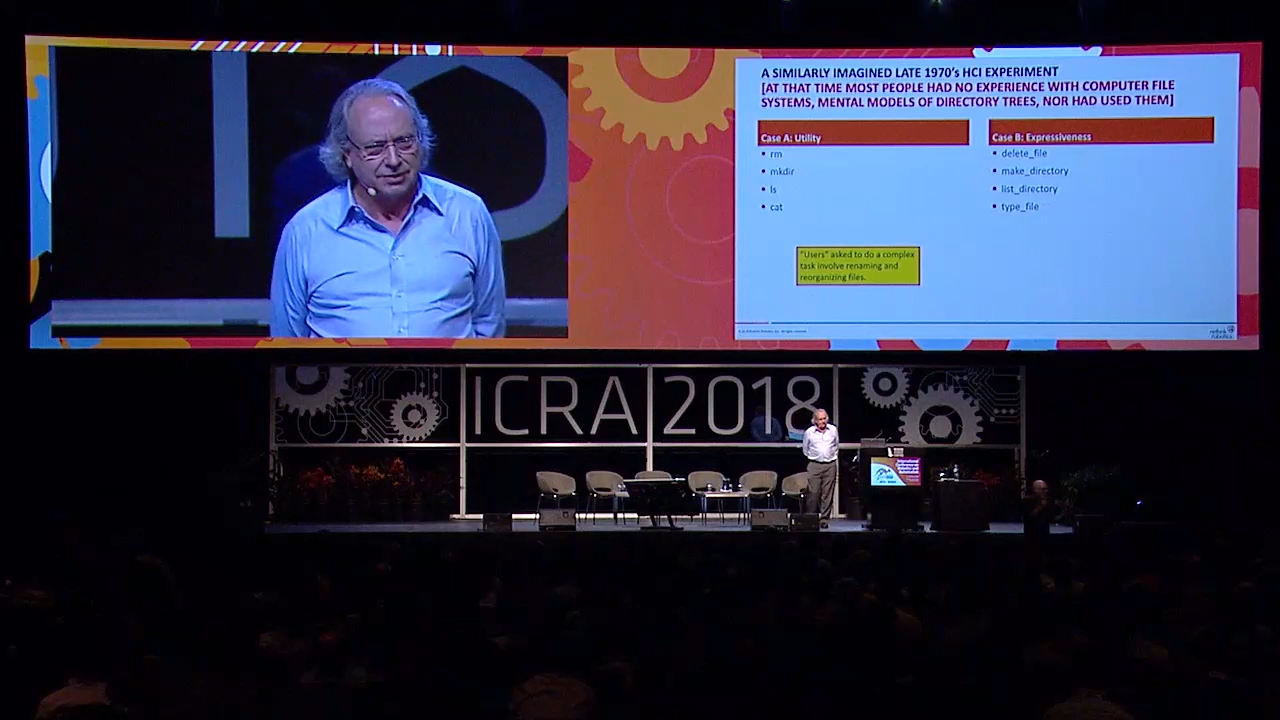 A SIMILARLY IMAGINED LATE 1970's HCI EXPERIMENT
[AT THAT TIME MOST PEOPLE HAD NO EXPERIENCE WITH COMPUTER FILE
SYSTEMS, MENTAL MODELS OF DIRECTORY TREES, NOR HAD USED THEM]
Case A: Utility
▪ rm
▪ mkdir
▪ ls
▪ cat
Case B: Expressiveness
▪ delete_file
▪ make_directory
▪ list_directory
▪ type_file
"Users" asked to do a complex
task involve renaming and
reorganizing files.
rethink
robotics
ICRA 2018